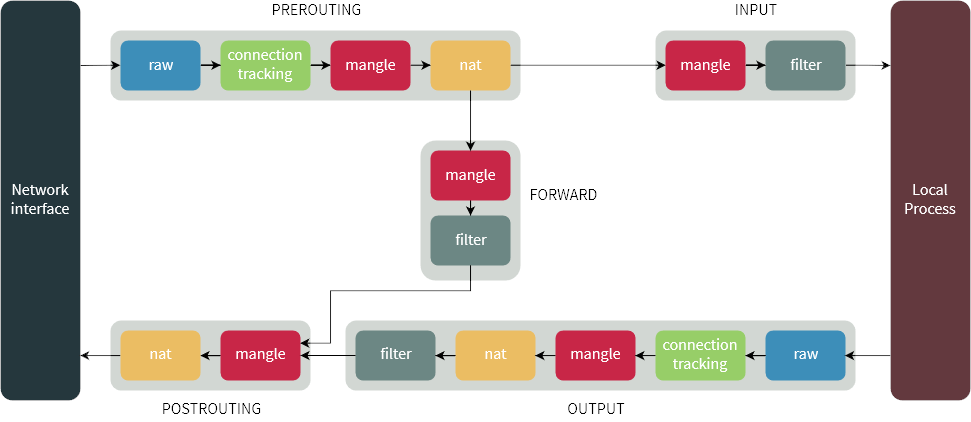 PREROUTING
INPUT
raw
connection
tracking
mangle
nat
mangle
filter
Network
interface
mangle
FORWARD
filter
Local
Process
nat
mangle
filter
nat
mangle
connection
tracking
raw
POSTROUTING
OUTPUT